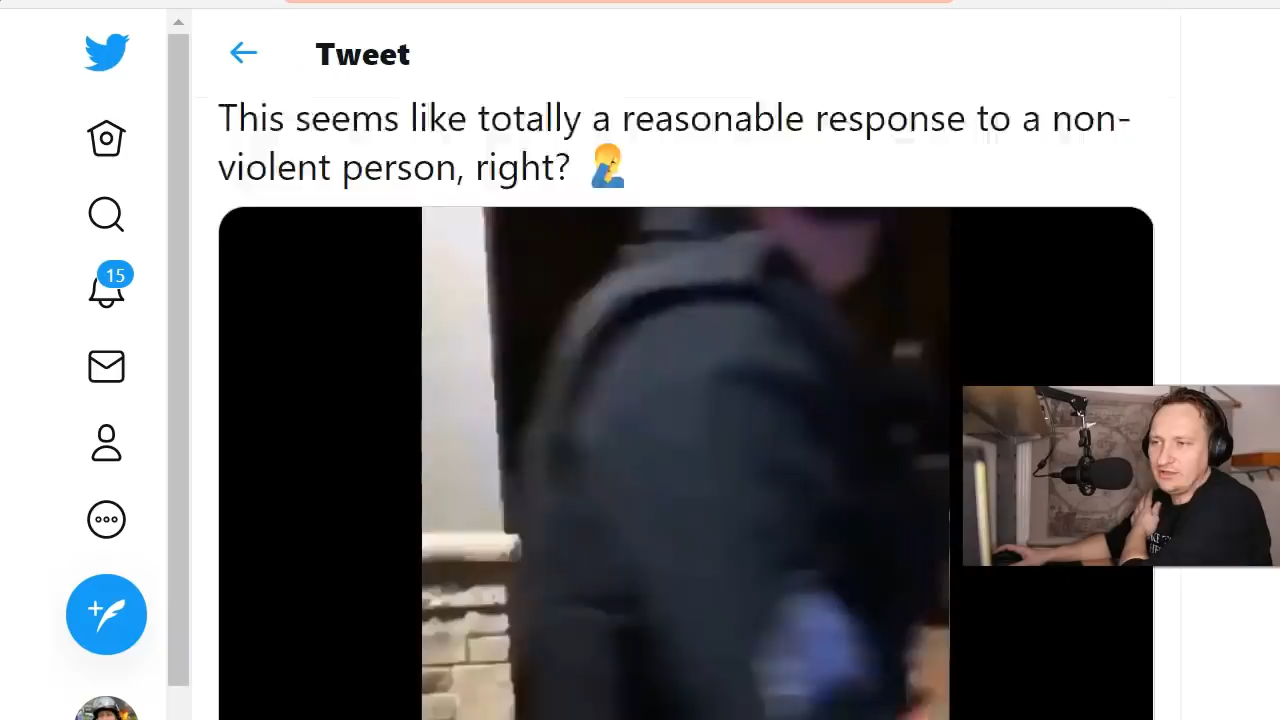 Tweet
This seems like totally a reasonable response to a non-
violent person, right? 🤦‍♂️
15